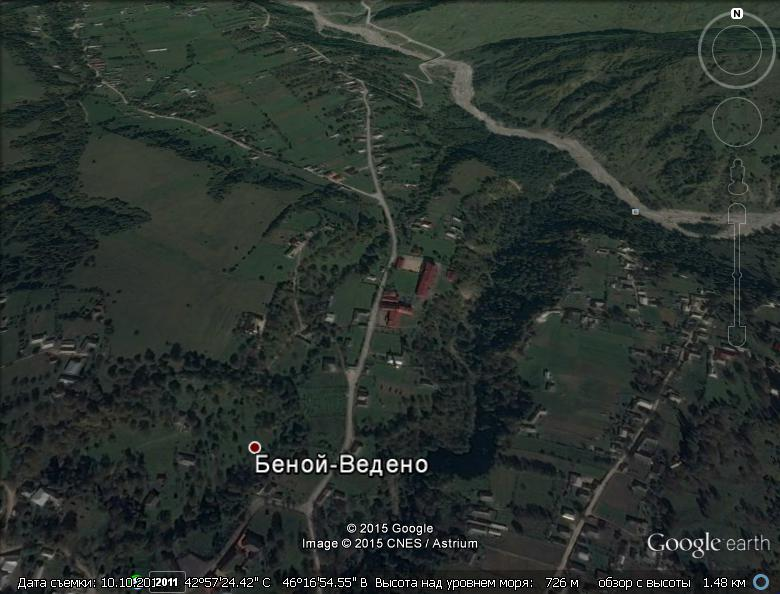 N
Беной-Ведено
© 2015 Google
Image © 2015 CNES / Astrium
Google earth
Дата съемки: 10.10.2012 2011 42°57'24.42" С 46°16'54.55" В Высота над уровнем моря: 726 м обзор с высоты 1.48 км